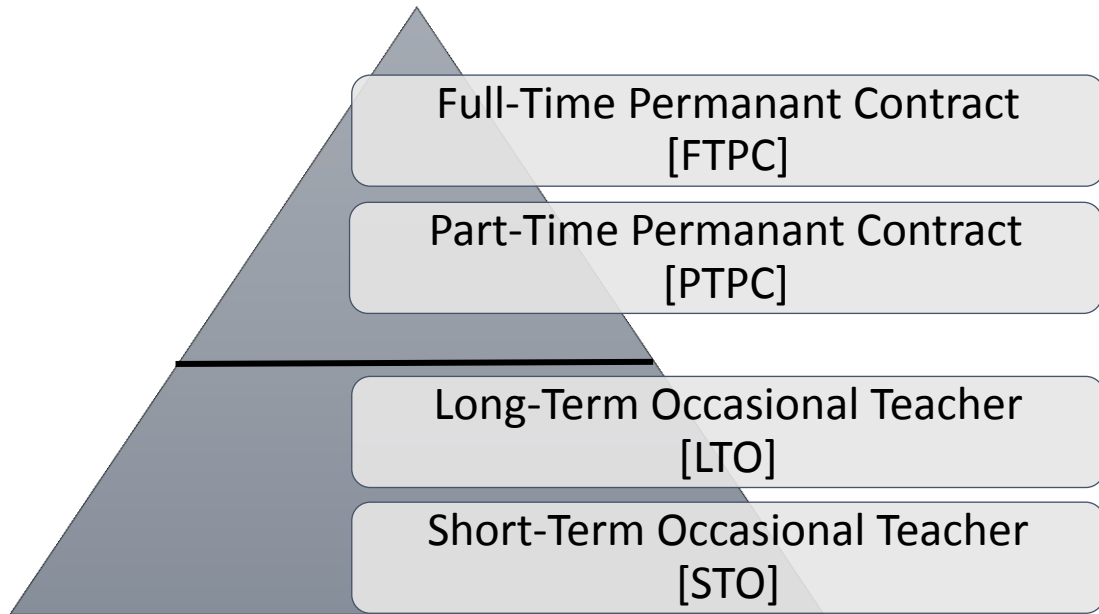 Full-Time Permanant Contract
[FTPC]
Part-Time Permanant Contract
[PTPC]
Long-Term Occasional Teacher
[LTO]
Short-Term Occasional Teacher
[STO]